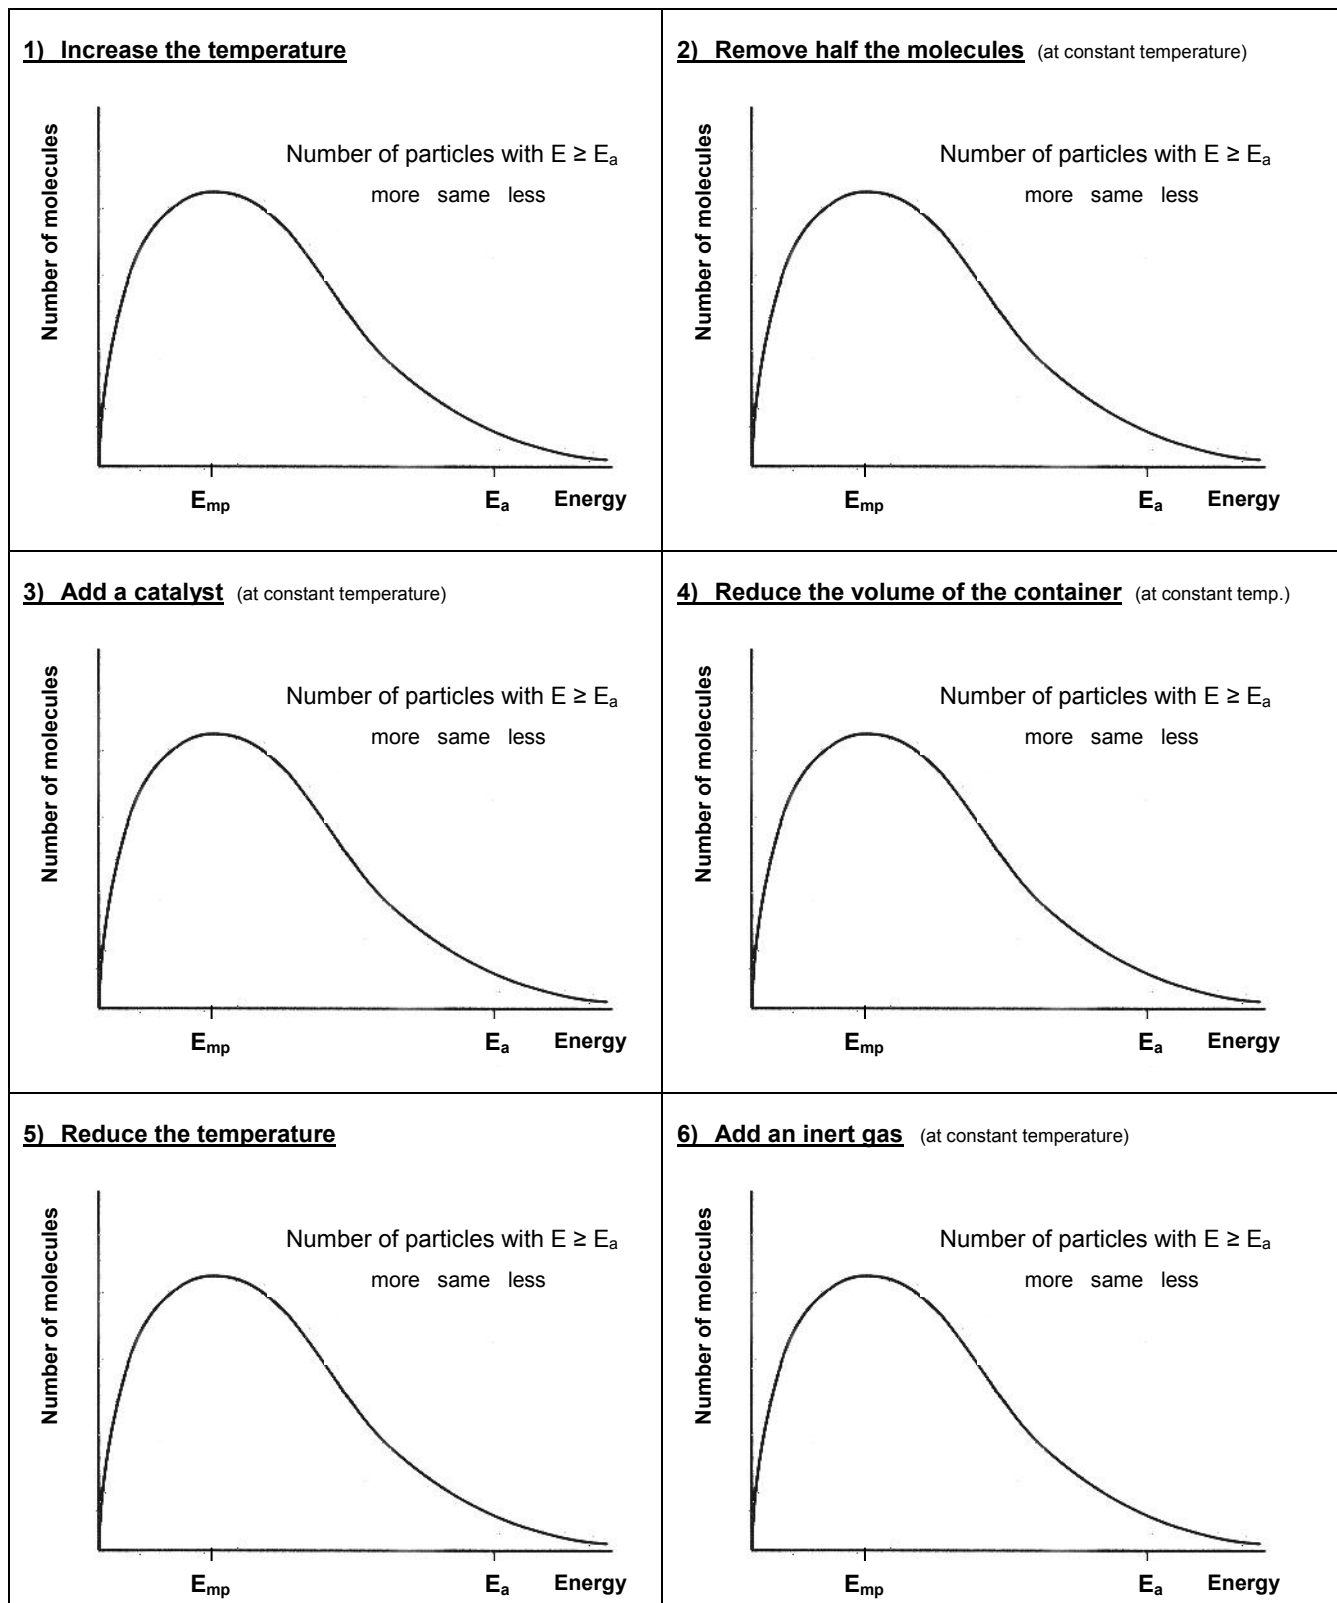 1) Increase the temperature
Number of molecules
Number of particles with E ≥ Ea
more same less
Emp Ea Energy
2) Remove half the molecules (at constant temperature)
Number of molecules
Number of particles with E ≥ Ea
more same less
Emp Ea Energy
3) Add a catalyst (at constant temperature)
Number of molecules
Number of particles with E ≥ Ea
more same less
Emp Ea Energy
4) Reduce the volume of the container (at constant temp.)
Number of molecules
Number of particles with E ≥ Ea
more same less
Emp Ea Energy
5) Reduce the temperature
Number of molecules
Number of particles with E ≥ Ea
more same less
Emp Ea Energy
6) Add an inert gas (at constant temperature)
Number of molecules
Number of particles with E ≥ Ea
more same less
Emp Ea Energy